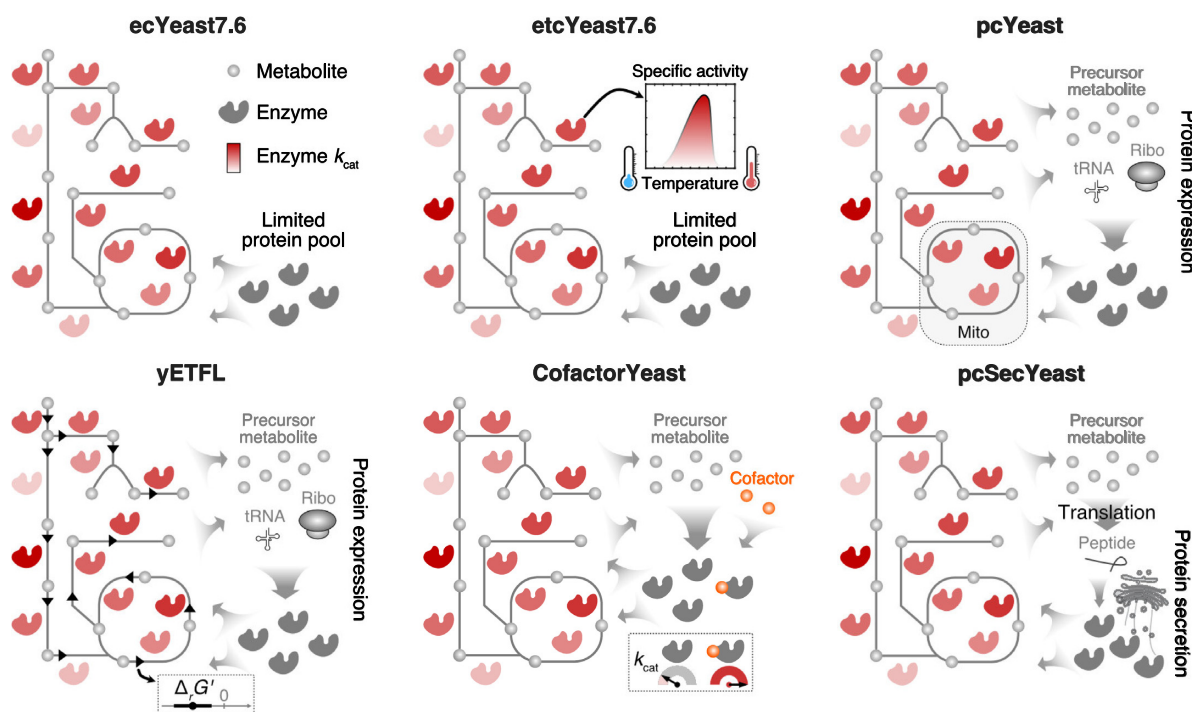 ecYeast7.6
Metabolite
Enzyme
Enzyme kcat
Limited
protein pool
etcYeast7.6
Specific activity
Temperature
Limited
protein pool
pcYeast
Precursor
metabolite
tRNA
Ribo
Protein expression
Mito
yETFL
Precursor
metabolite
tRNA
Ribo
Protein expression
ΔrG' 0
CofactorYeast
Precursor
metabolite
Cofactor
kcat
pcSecYeast
Precursor
metabolite
Translation
Peptide
Protein secretion